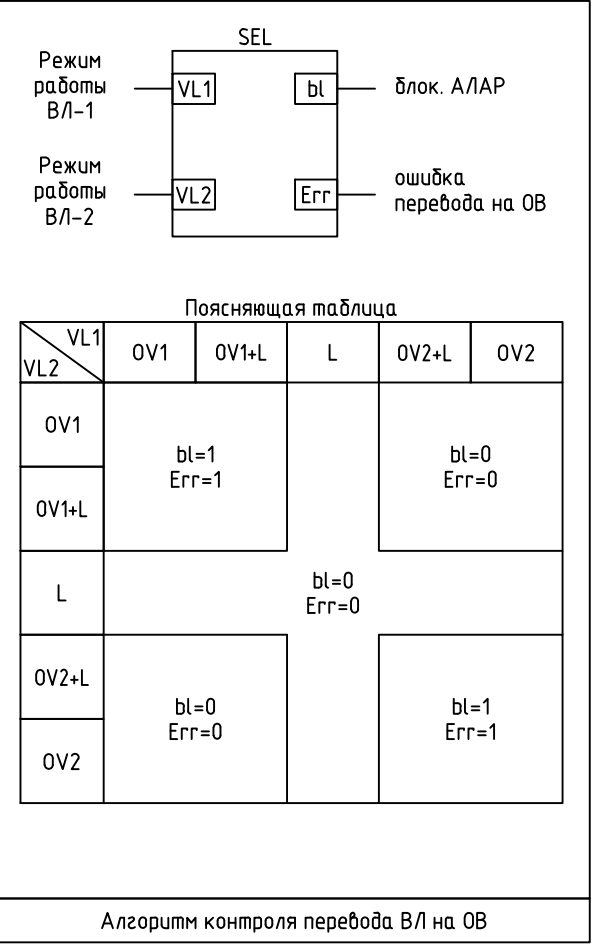 SEL
Режим
работы
ВЛ-1
VL1
bl
блок. АЛАР
Режим
работы
ВЛ-2
VL2
Err
ошибка
перевода на ОВ
Поясняющая таблица
VL1
VL2
OV1
OV1+L
L
OV2+L
OV2
OV1
bl=1
Err=1
bl=0
Err=0
OV1+L
L
bl=0
Err=0
OV2+L
bl=0
Err=0
bl=1
Err=1
OV2
Алгоритм контроля перевода ВЛ на ОВ